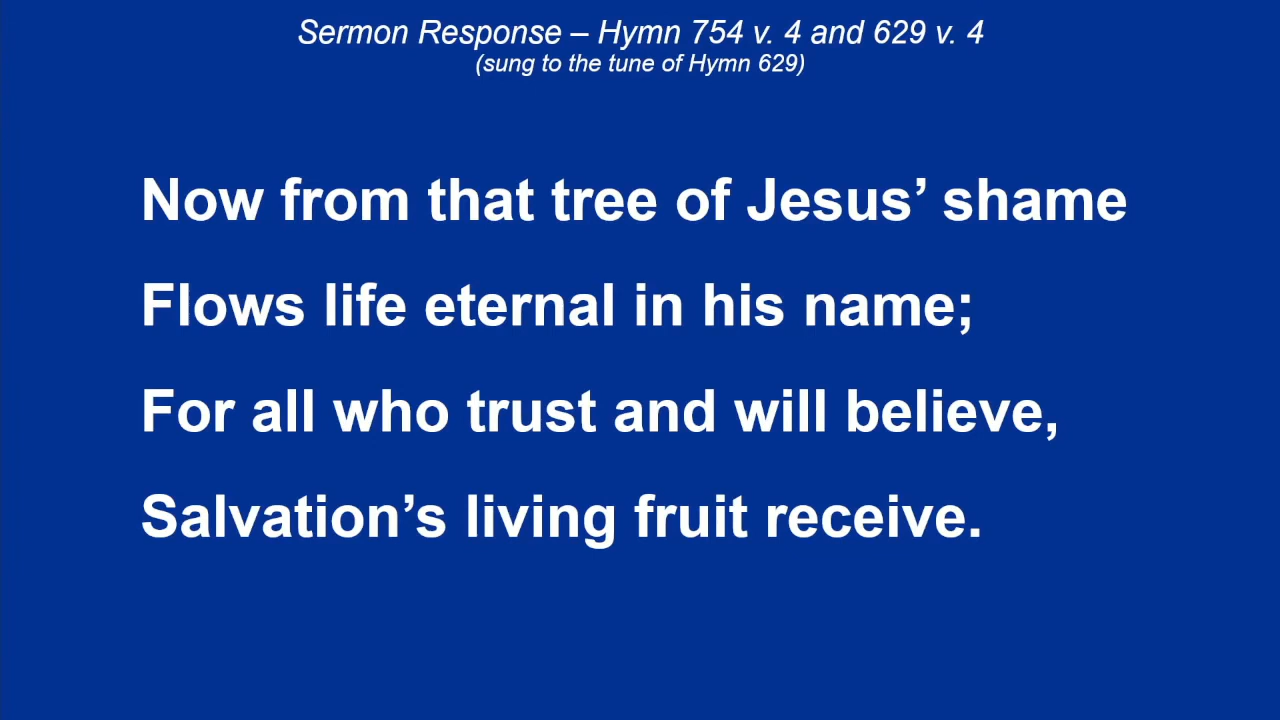 Sermon Response – Hymn 754 v. 4 and 629 v. 4
(sung to the tune of Hymn 629)
Now from that tree of Jesus’ shame
Flows life eternal in his name;
For all who trust and will believe,
Salvation’s living fruit receive.